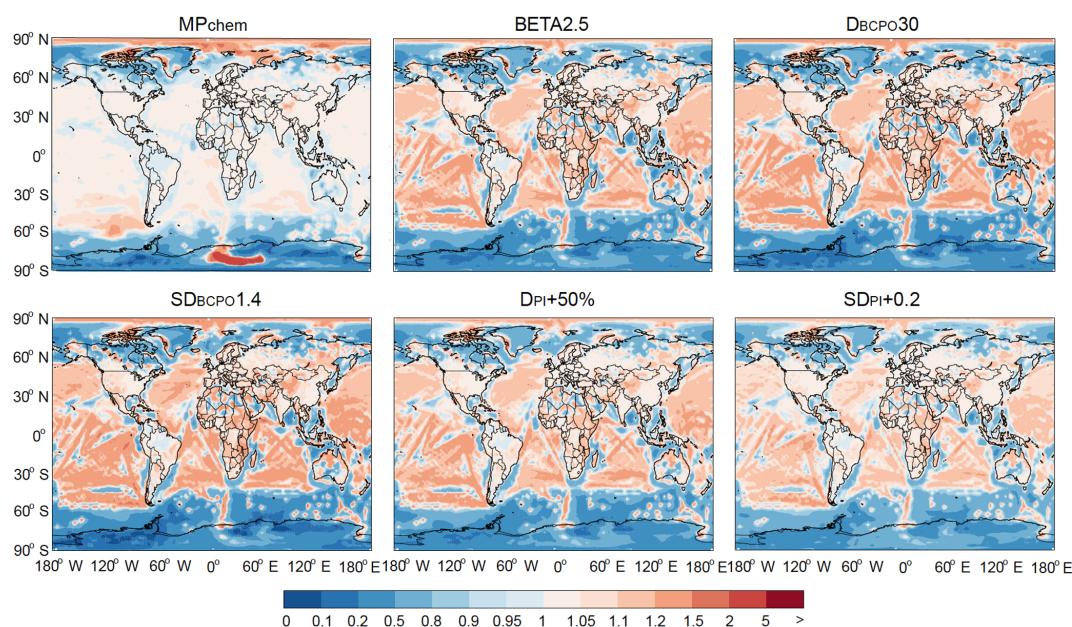 MPchem BETA2.5 DBCPO30
90° N
60° N
30° N
0°
30° S
60° S
90° S
SDBCPO1.4 DPI+50% SDPI+0.2
90° N
60° N
30° N
0°
30° S
60° S
90° S
180° W 120° W 60° W 0° 60° E 120° E 180° W 120° W 60° W 0° 60° E 120° E 180° W 120° W 60° W 0° 60° E 120° E 180° E
0 0.1 0.2 0.5 0.8 0.9 0.95 1 1.05 1.1 1.2 1.5 2 5 >